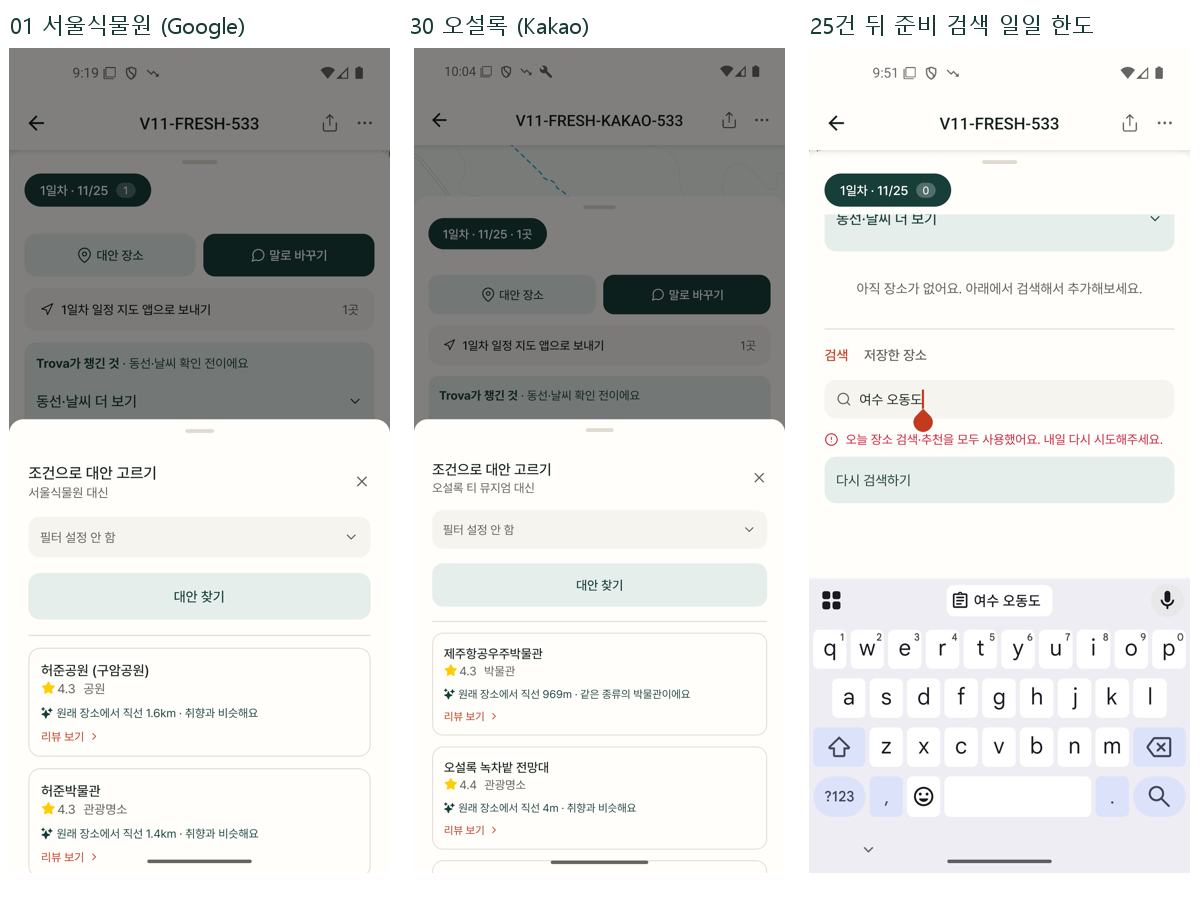 01 서울식물원 (Google)
9:19
V11-FRESH-533
1일차 · 11/25 1
대안 장소
말로 바꾸기
1일차 일정 지도 앱으로 보내기
1곳
Trova가 챙긴 것 · 동선·날씨 확인 전이에요
동선·날씨 더 보기
조건으로 대안 고르기
서울식물원 대신
필터 설정 안 함
대안 찾기
허준공원 (구암공원)
4.3 공원
원래 장소에서 직선 1.6km · 취향과 비슷해요
리뷰 보기
허준박물관
4.3 관광명소
원래 장소에서 직선 1.4km · 취향과 비슷해요
리뷰 보기
30 오설록 (Kakao)
10:04
V11-FRESH-KAKAO-533
1일차 · 11/25 · 1곳
대안 장소
말로 바꾸기
1일차 일정 지도 앱으로 보내기
1곳
Trova가 챙긴 것 · 동선·날씨 확인 전이에요
조건으로 대안 고르기
오설록 티 뮤지엄 대신
필터 설정 안 함
대안 찾기
제주항공우주박물관
4.3 박물관
원래 장소에서 직선 969m · 같은 종류의 박물관이에요
리뷰 보기
오설록 녹차밭 전망대
4.4 관광명소
원래 장소에서 직선 4m · 취향과 비슷해요
리뷰 보기
25건 뒤 준비 검색 일일 한도
9:51
V11-FRESH-533
1일차 · 11/25 0
동선·날씨 더 보기
아직 장소가 없어요. 아래에서 검색해서 추가해보세요.
검색 저장한 장소
여수 오동도
오늘 장소 검색·추천을 모두 사용했어요. 내일 다시 시도해주세요.
다시 검색하기
여수 오동도
q1 w2 e3 r4 t5 y6 u7 i8 o9 p0
a s d f g h j k l
z x c v b n m
?123 , .